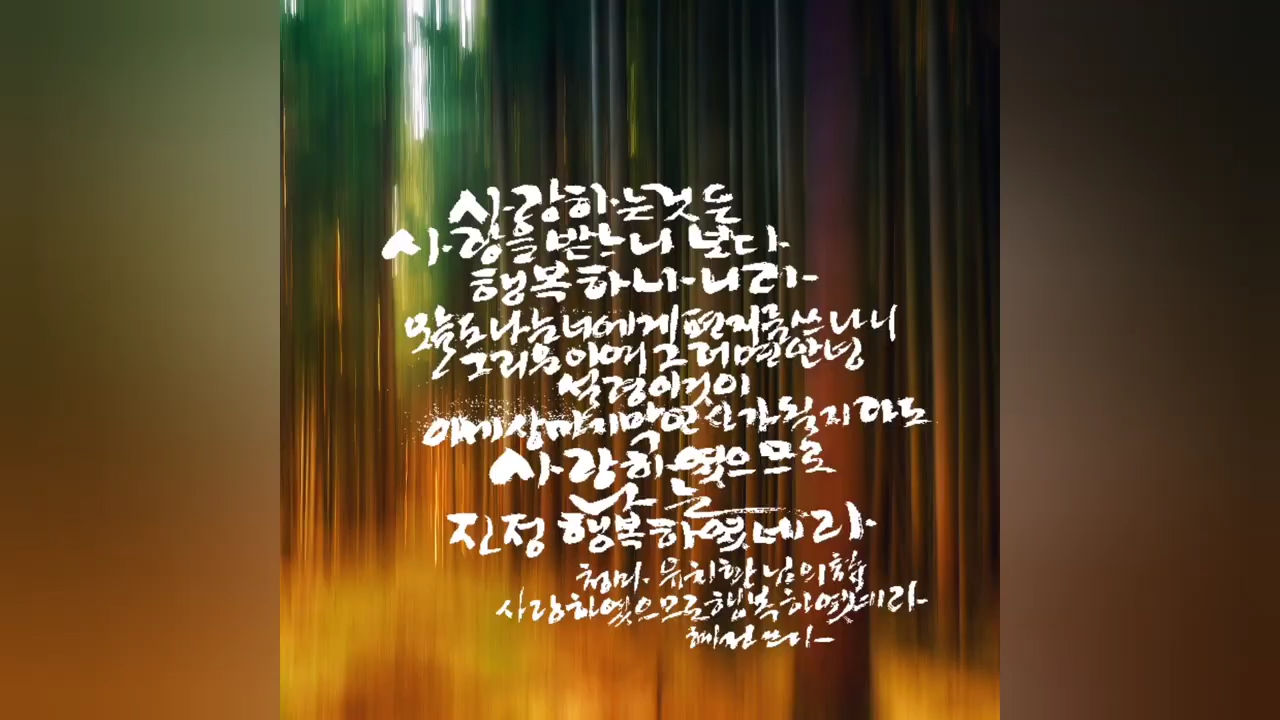 사랑하는것은
사랑을 받느니 보다
행복하나니라
오늘도 나는 너에게 편지를 쓰나니
그리운이여 그러면 안녕
설령 이것이
이세상 마지막 인사가 될지라도
사랑하였으므로
나는
진정 행복하였네라
청마 유치환님의 詩
사랑하였으므로 행복하였네라
혜정 쓰다